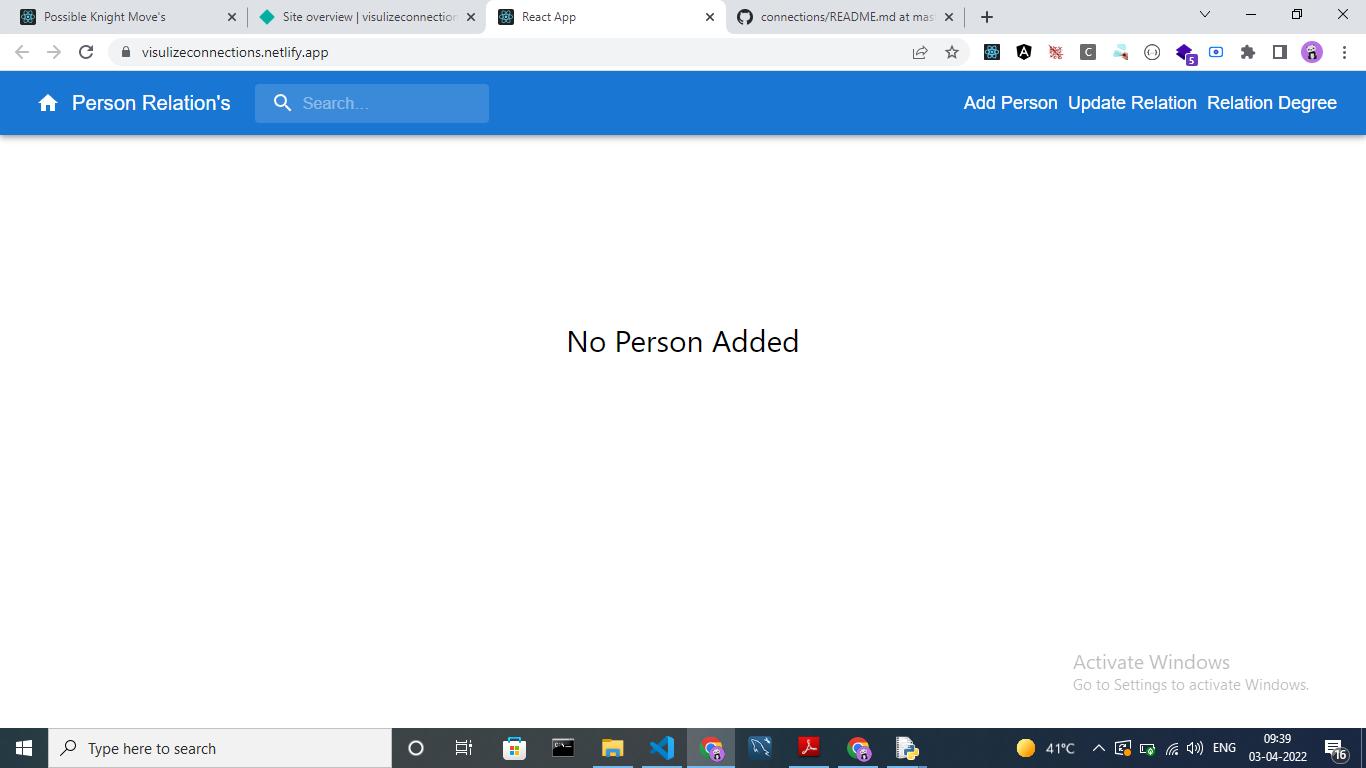 Possible Knight Move's
Site overview | visulizeconnection
React App
connections/README.md at mas
visulizeconnections.netlify.app
C
5
Person Relation's
Search...
Add Person Update Relation Relation Degree
No Person Added
Activate Windows
Go to Settings to activate Windows.
Type here to search
41°C
ENG
09:39
03-04-2022
16